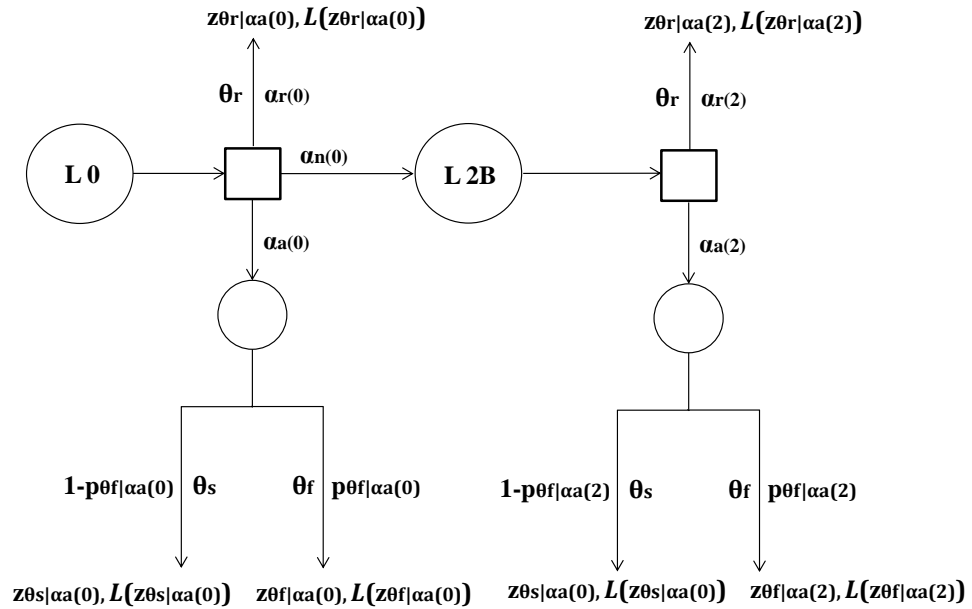 zθr|αa(0), L(zθr|αa(0)) zθr|αa(2), L(zθr|αa(2))
θr αr(0) θr αr(2)
L 0 αn(0) L 2B
αa(0) αa(2)
1-pθf|αa(0) θs θf pθf|αa(0) 1-pθf|αa(2) θs θf pθf|αa(2)
zθs|αa(0), L(zθs|αa(0)) zθf|αa(0), L(zθf|αa(0)) zθs|αa(0), L(zθs|αa(0)) zθf|αa(2), L(zθf|αa(2))